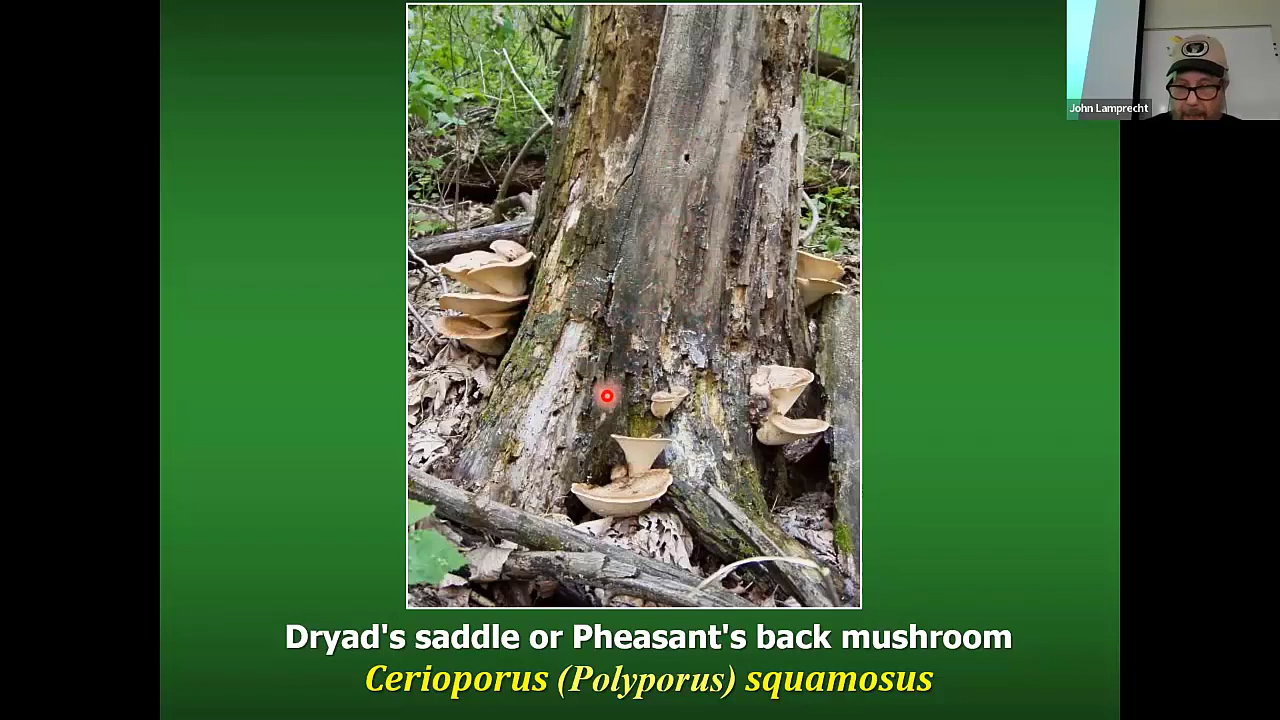 John Lamprecht
Dryad's saddle or Pheasant's back mushroom
Cerioporus (Polyporus) squamosus